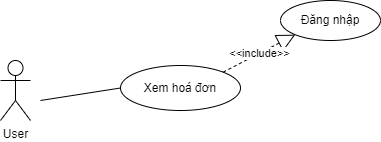 Đăng nhập
<<include>>
Xem hoá đơn
User